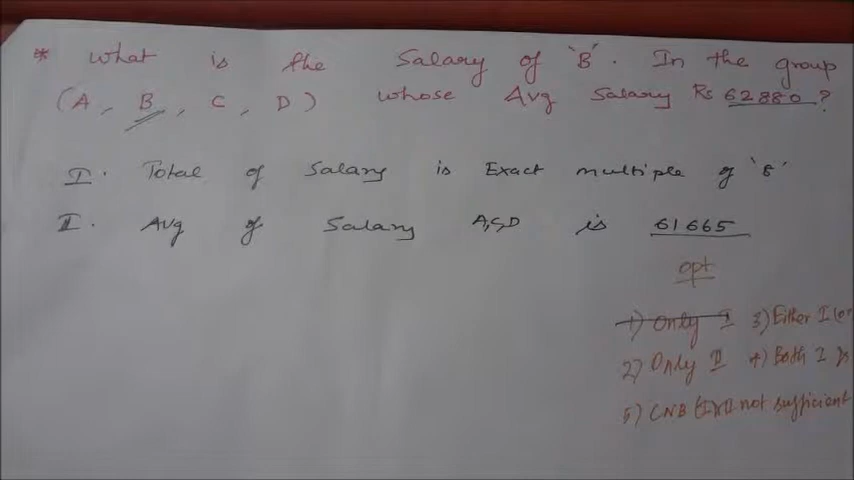 * What is the Salary of 'B'. In the group
(A, B, C, D) whose Avg Salary Rs 62880?
I. Total of Salary is Exact multiple of '8'
II. Avg of Salary A,C,D is 61665
opt
1) Only I 3) Either I (or
2) Only II 4) Both I
5) CNB (I)(II not sufficient